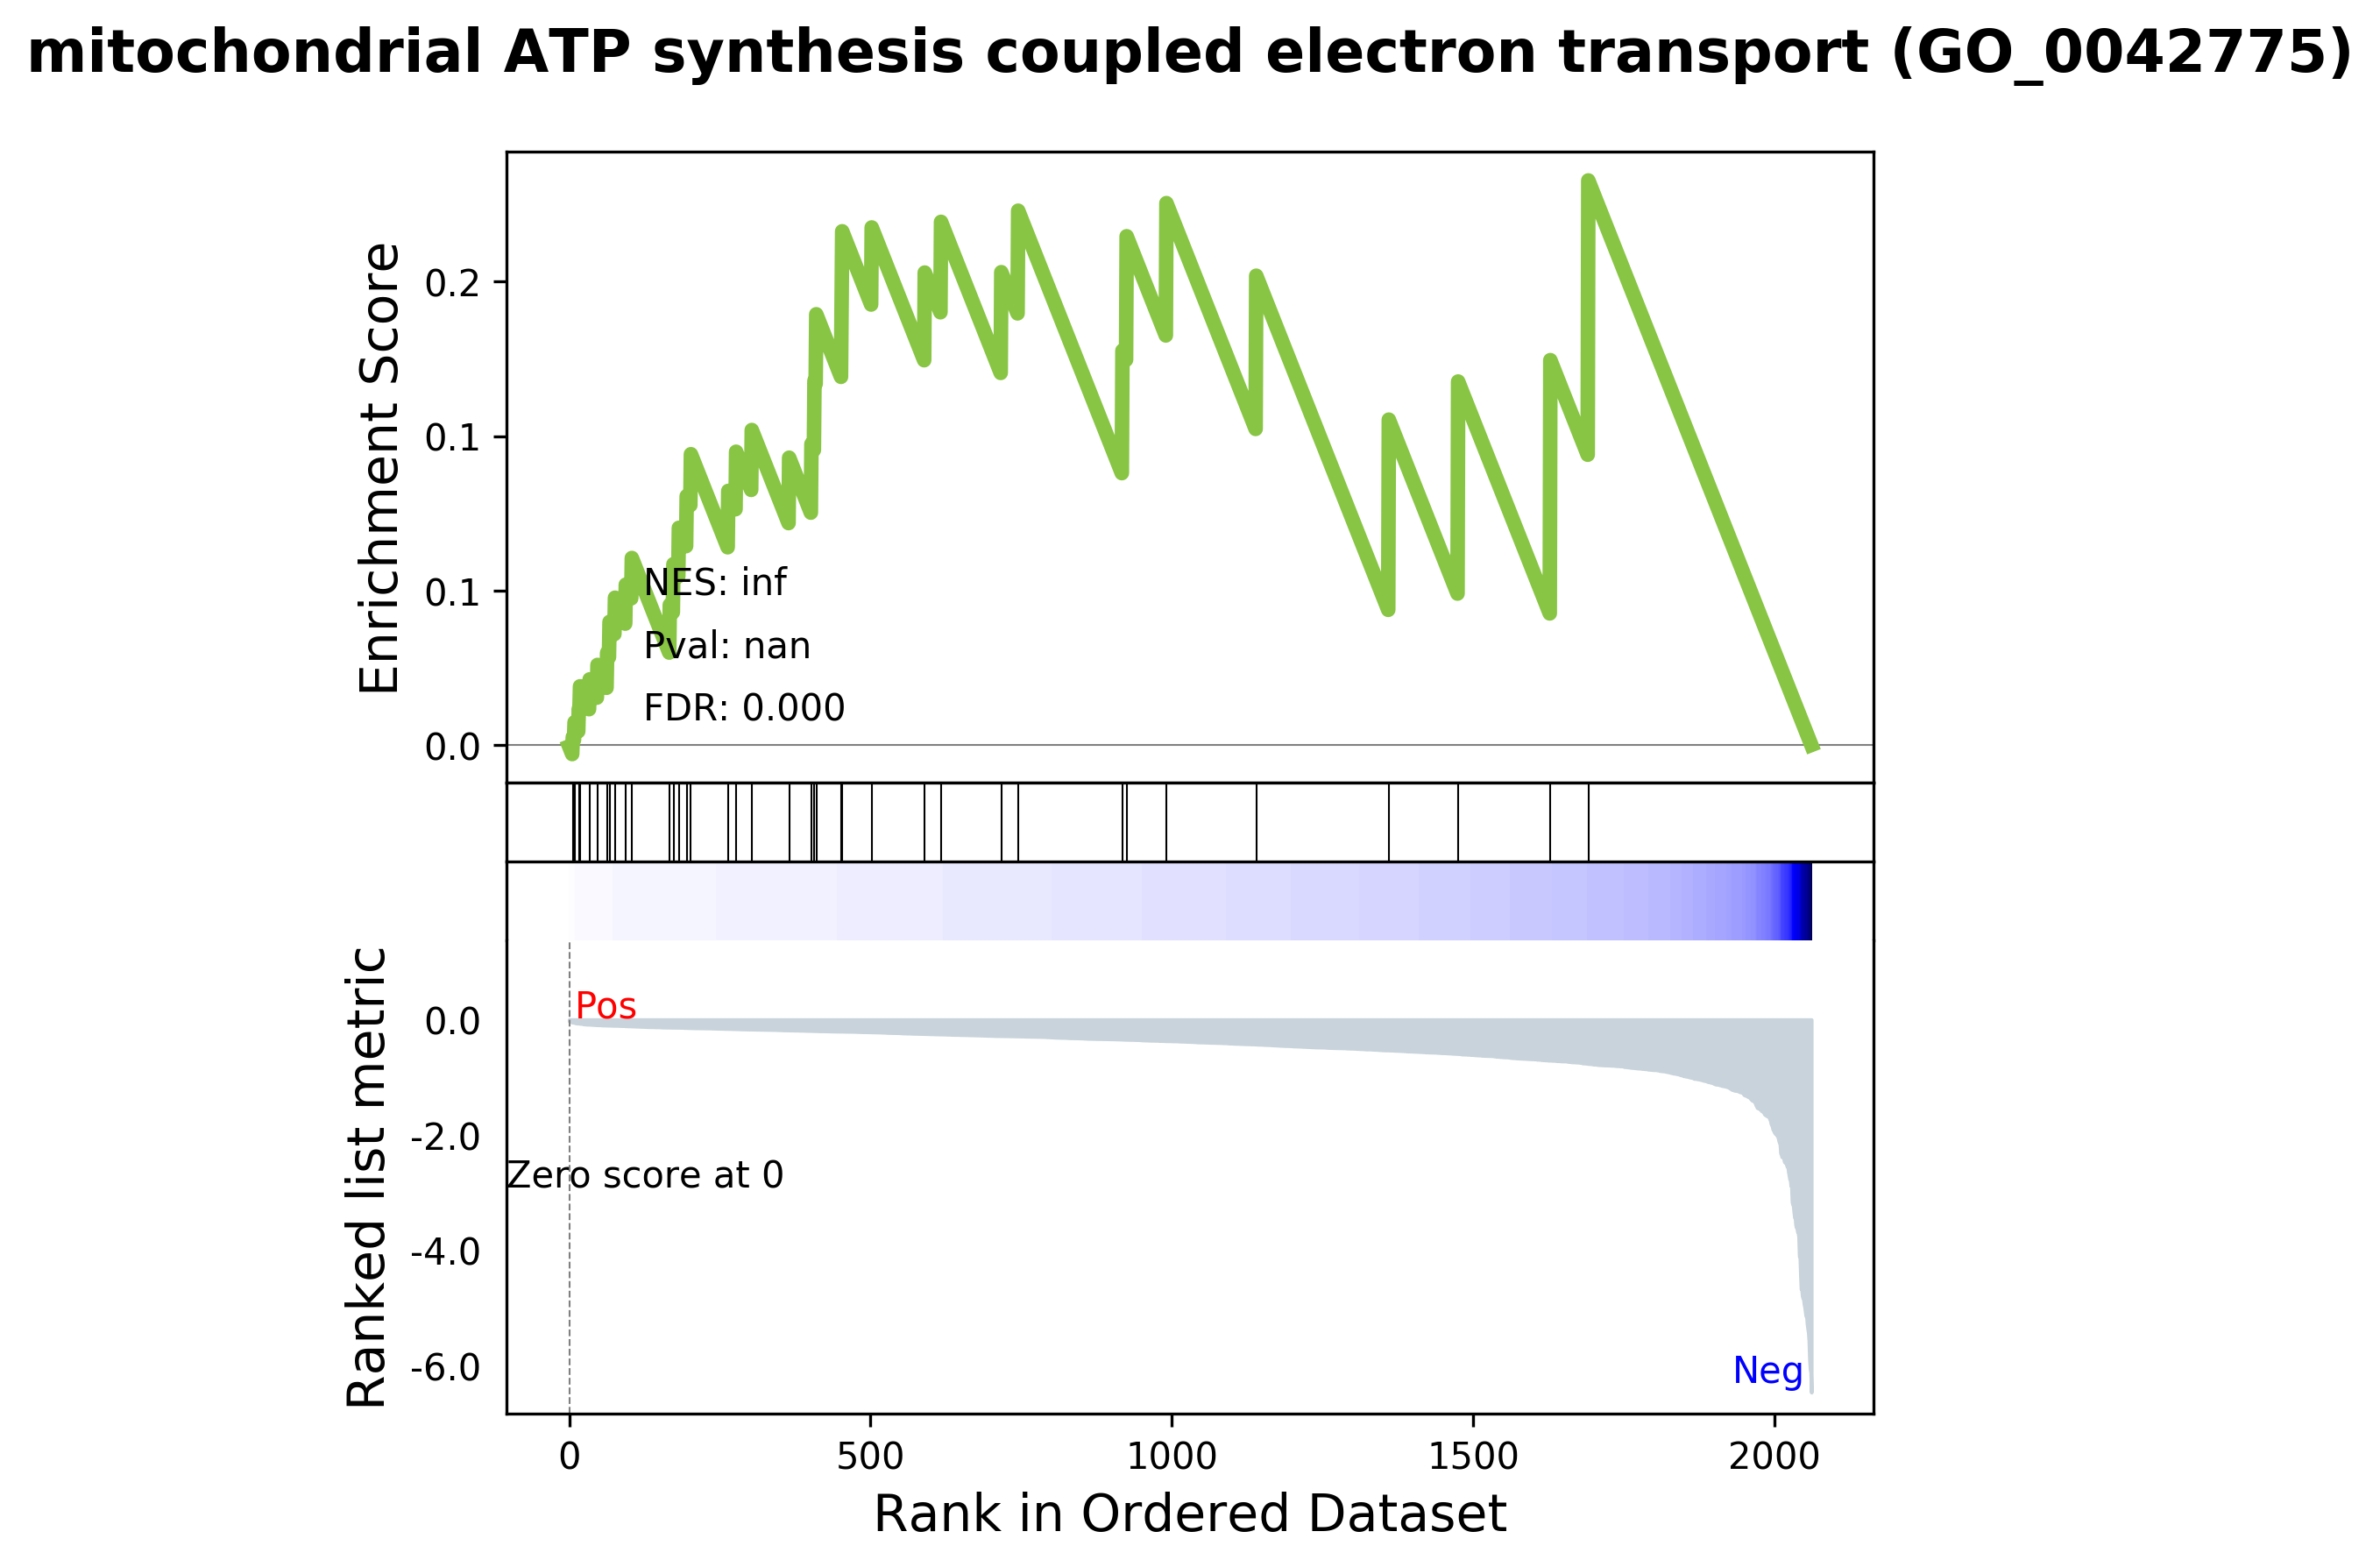 mitochondrial ATP synthesis coupled electron transport (GO_0042775)
Enrichment Score
0.2
0.1
0.1
0.0
NES: inf
Pval: nan
FDR: 0.000
Ranked list metric
Pos
0.0
-2.0
Zero score at 0
-4.0
-6.0
Neg
0 500 1000 1500 2000
Rank in Ordered Dataset